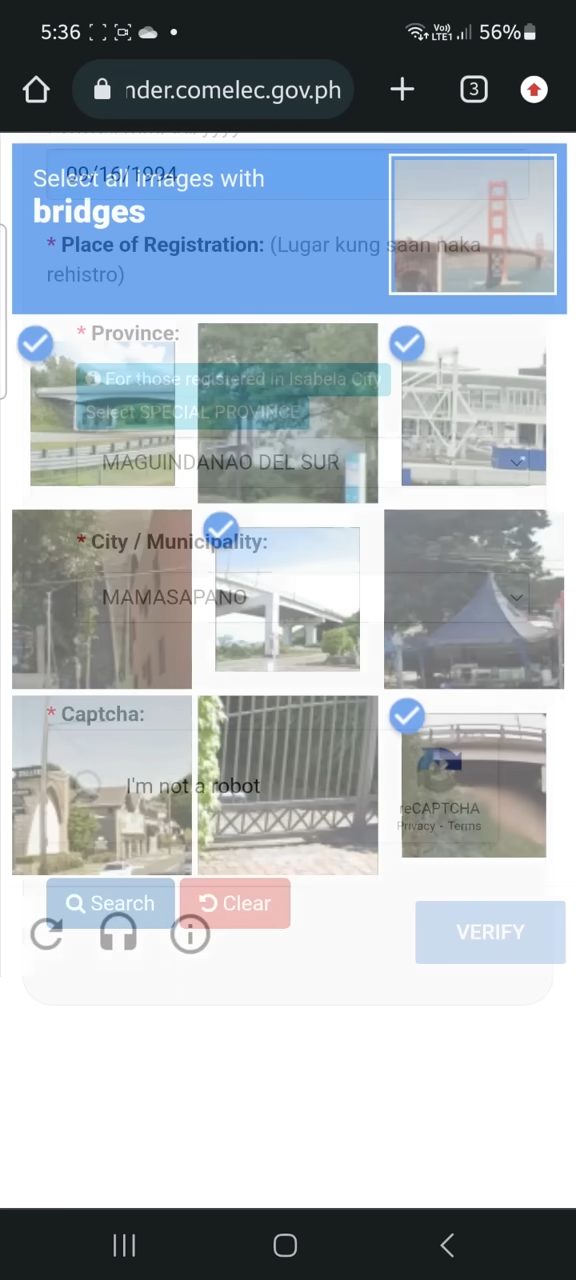 5:36
Vo))
LTE1
56%
nder.comelec.gov.ph
3
09/16/1994
Select all images with
bridges
* Place of Registration: (Lugar kung saan naka
rehistro)
* Province:
For those registered in Isabela City
Select SPECIAL PROVINCE
MAGUINDANAO DEL SUR
* City / Municipality:
MAMASAPANO
* Captcha:
I'm not a robot
reCAPTCHA
Privacy - Terms
Search
Clear
VERIFY